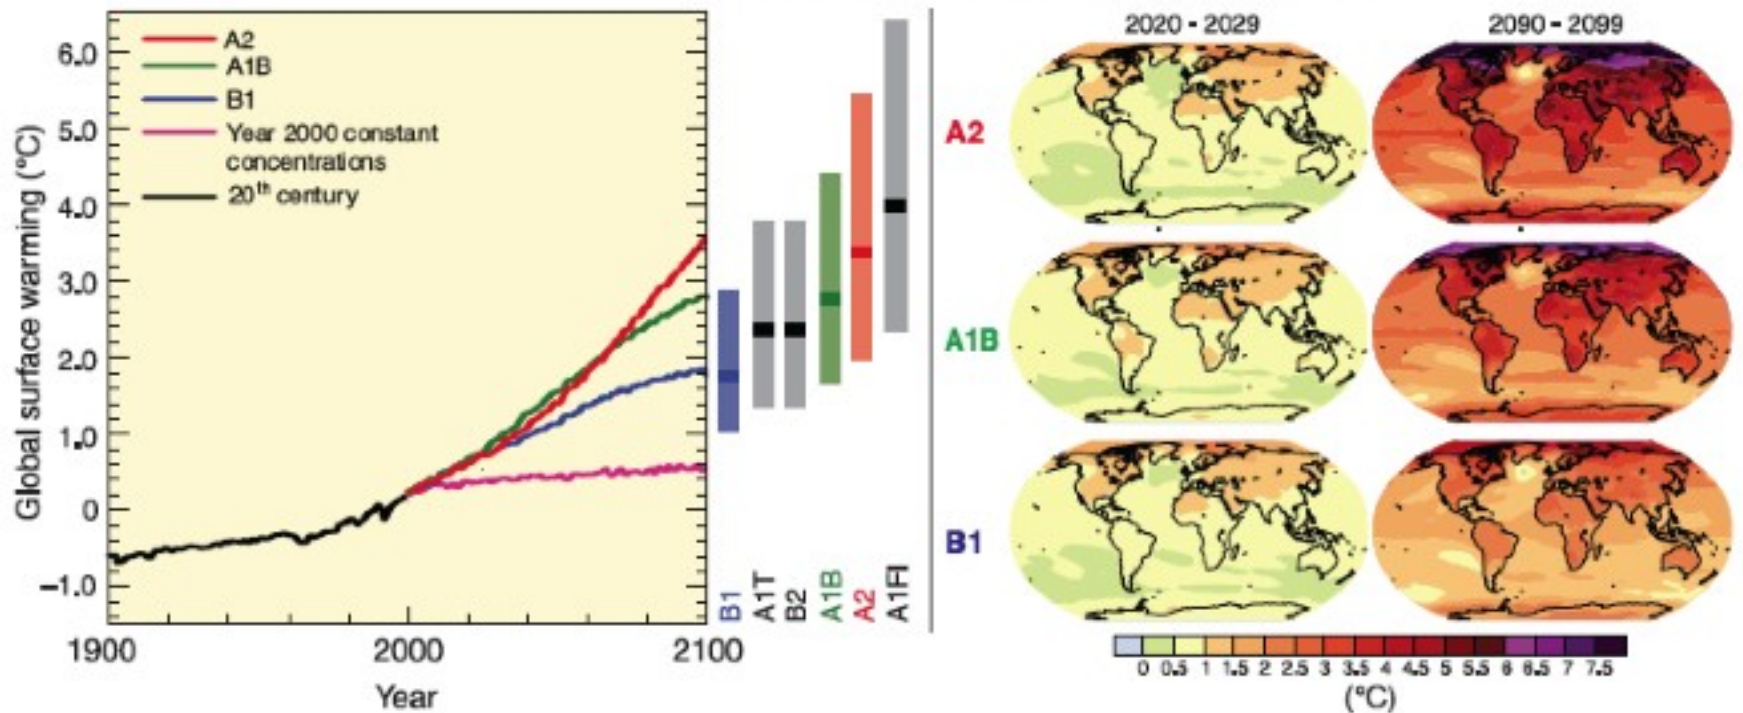 Global surface warming (°C)
6.0
5.0
4.0
3.0
2.0
1.0
0
–1.0
A2
A1B
B1
Year 2000 constant
concentrations
20th century
1900
2000
2100
Year
B1
A1T
B2
A1B
A2
A1FI
2020 - 2029
2090 - 2099
A2
A1B
B1
0 0.5 1 1.5 2 2.5 3 3.5 4 4.5 5 5.5 6 6.5 7 7.5
(°C)